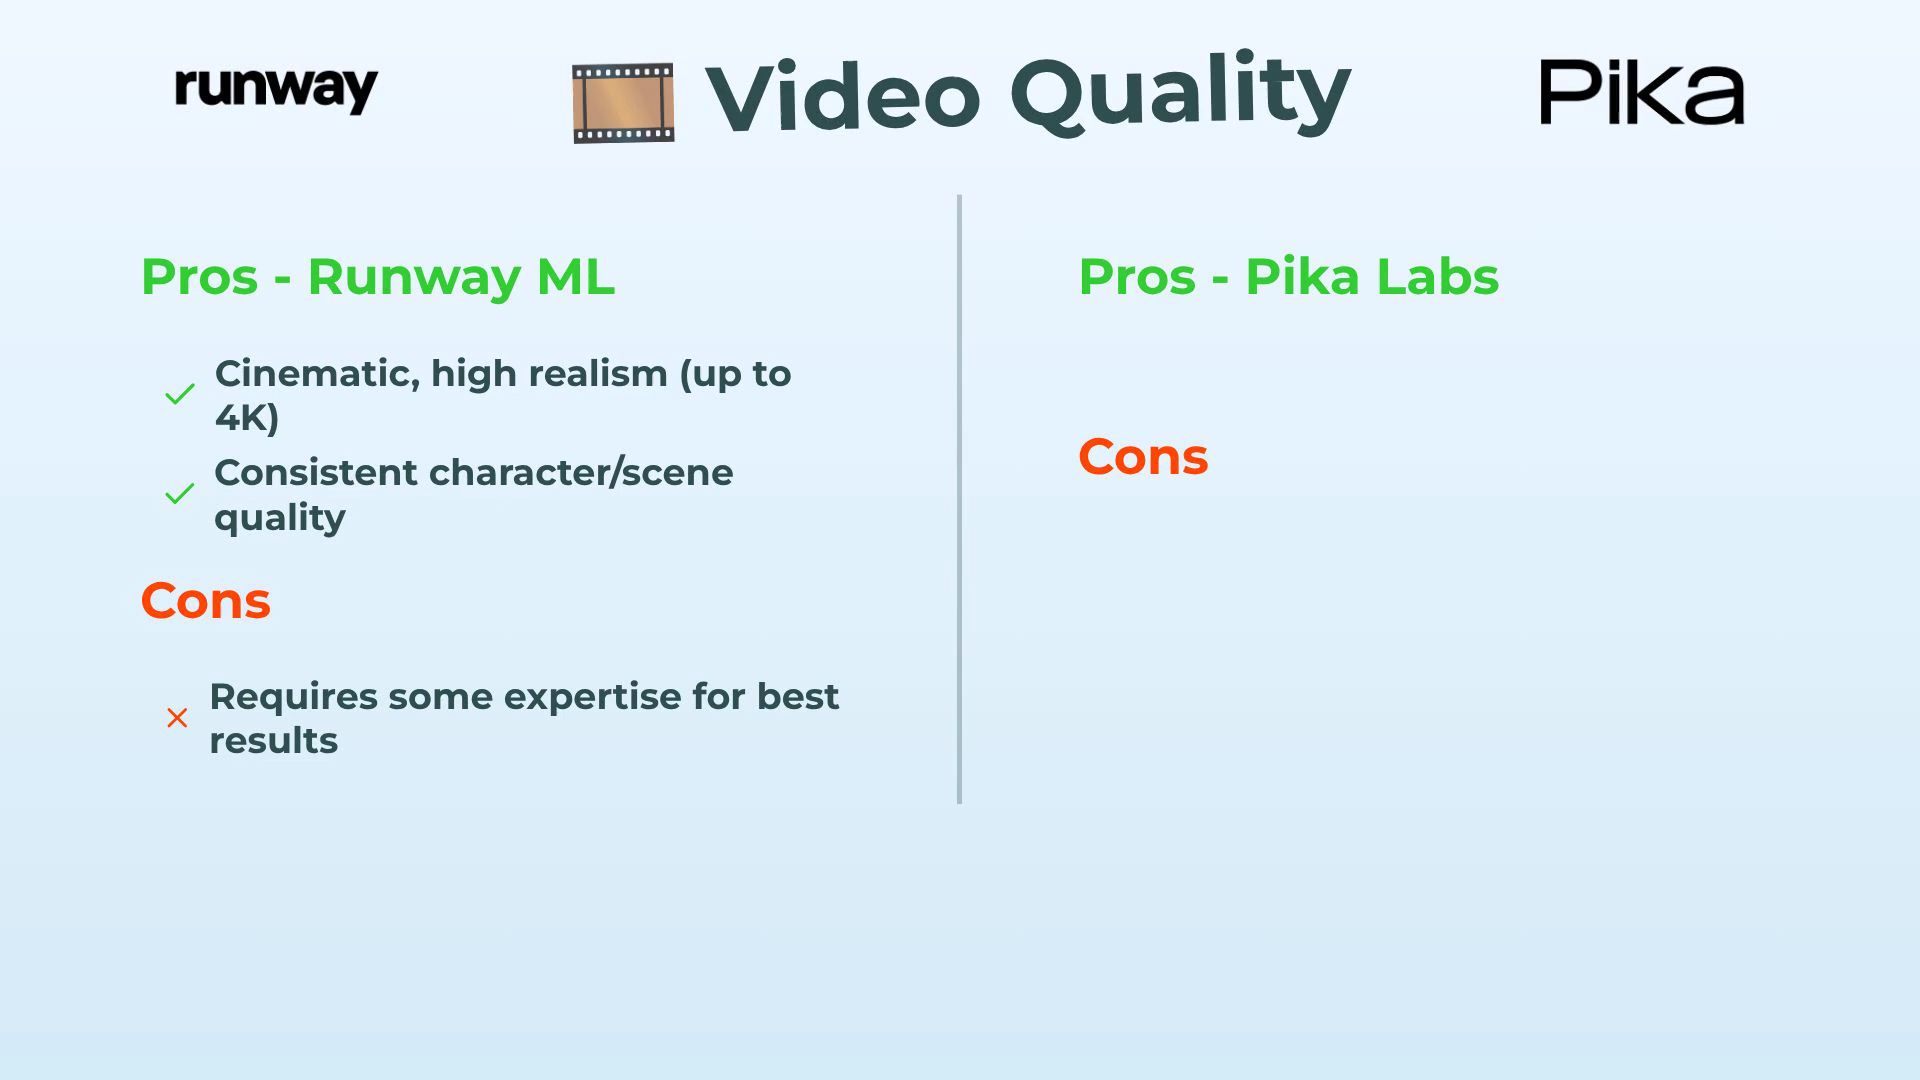 runway
Video Quality
Pika
Pros - Runway ML
Cinematic, high realism (up to
4K)
Consistent character/scene
quality
Cons
Requires some expertise for best
results
Pros - Pika Labs
Cons